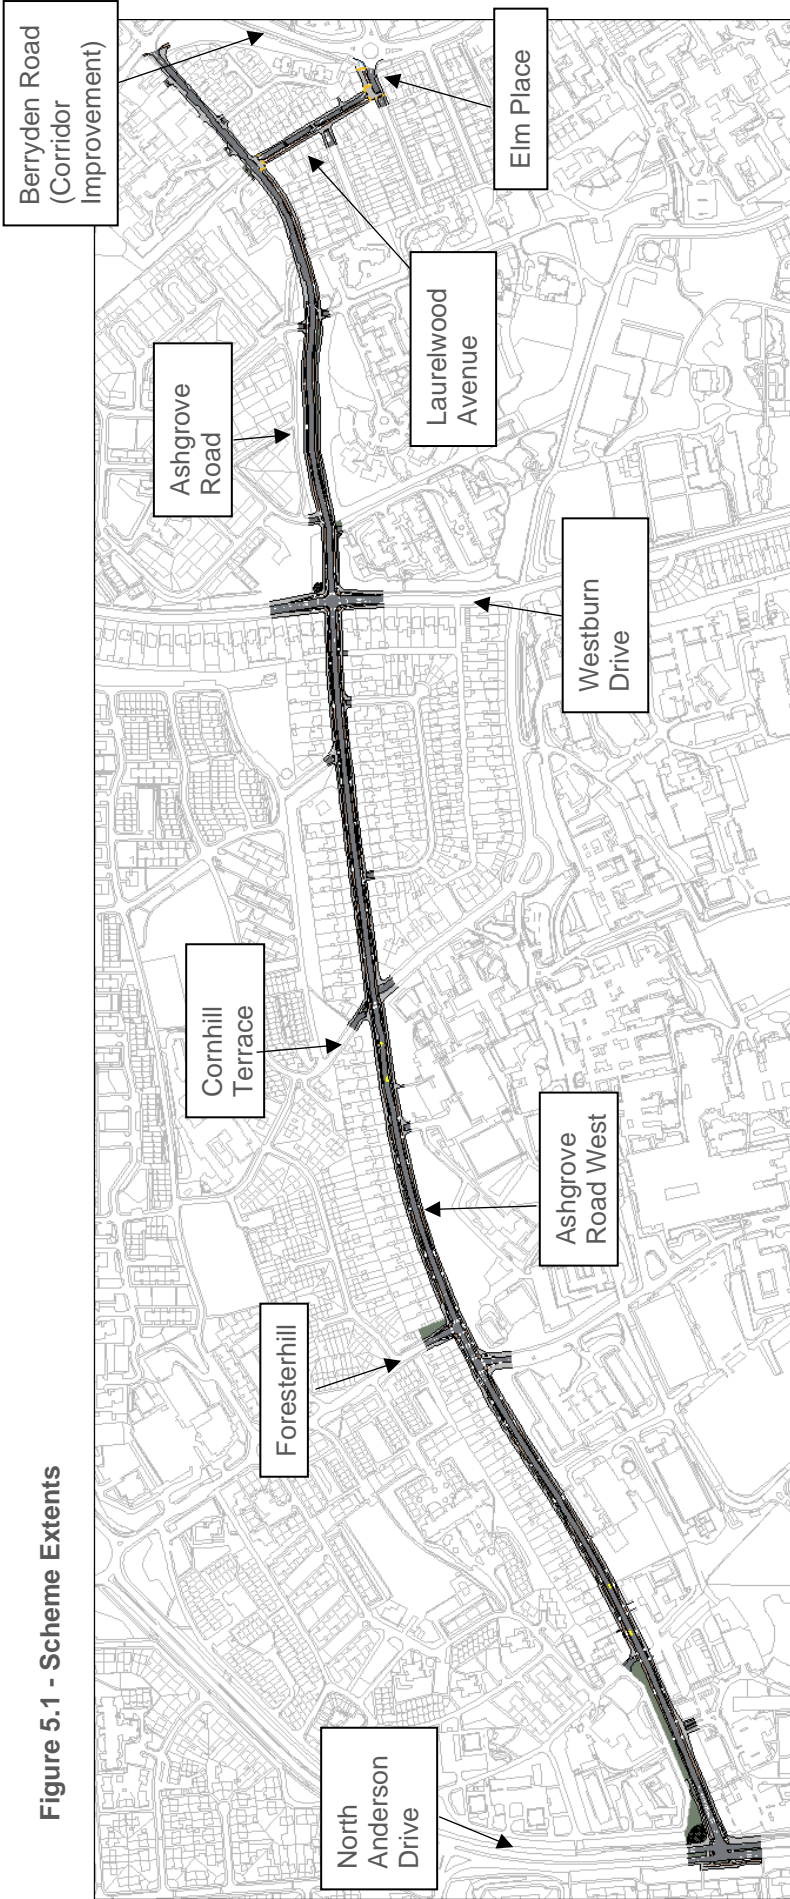 Figure 5.1 - Scheme Extents
North
Anderson
Drive
Foresterhill
Cornhill
Terrace
Ashgrove
Road
Berryden Road
(Corridor
Improvement)
Ashgrove
Road West
Westburn
Drive
Laurelwood
Avenue
Elm Place